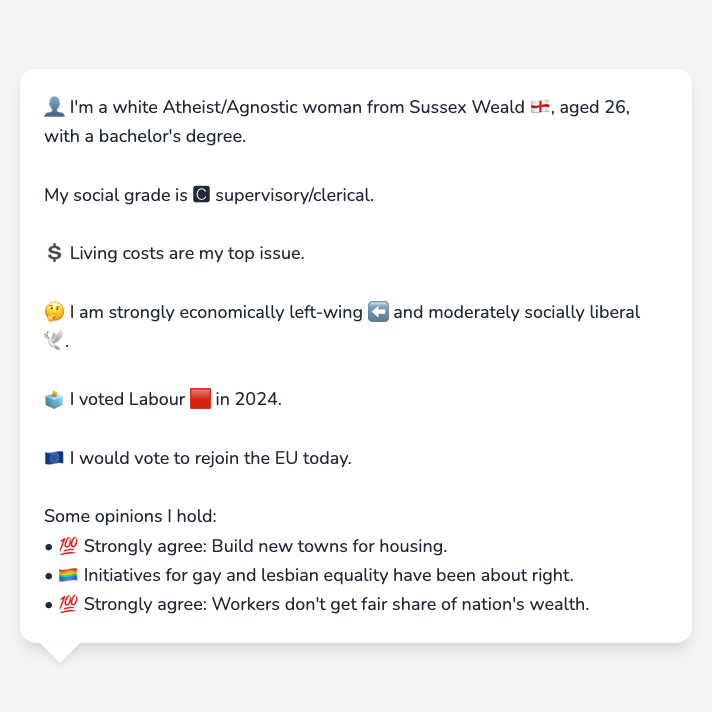 👤 I'm a white Atheist/Agnostic woman from Sussex Weald 🏴󠁧󠁢󠁥󠁮󠁧󠁿, aged 26,
with a bachelor's degree.
My social grade is 🅲 supervisory/clerical.
💲 Living costs are my top issue.
🤔 I am strongly economically left-wing ⬅️ and moderately socially liberal
🕊️.
🗳️ I voted Labour 🟥 in 2024.
🇪🇺 I would vote to rejoin the EU today.
Some opinions I hold:
• 💯 Strongly agree: Build new towns for housing.
• 🏳️‍🌈 Initiatives for gay and lesbian equality have been about right.
• 💯 Strongly agree: Workers don't get fair share of nation's wealth.